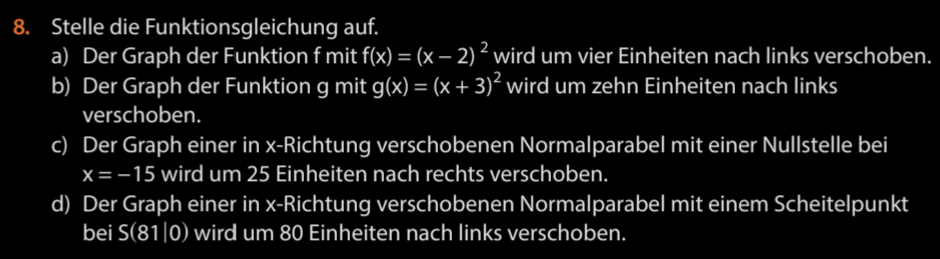 8. Stelle die Funktionsgleichung auf.
a) Der Graph der Funktion f mit f(x) = (x − 2)² wird um vier Einheiten nach links verschoben.
b) Der Graph der Funktion g mit g(x) = (x + 3)² wird um zehn Einheiten nach links
verschoben.
c) Der Graph einer in x-Richtung verschobenen Normalparabel mit einer Nullstelle bei
x = −15 wird um 25 Einheiten nach rechts verschoben.
d) Der Graph einer in x-Richtung verschobenen Normalparabel mit einem Scheitelpunkt
bei S(81|0) wird um 80 Einheiten nach links verschoben.